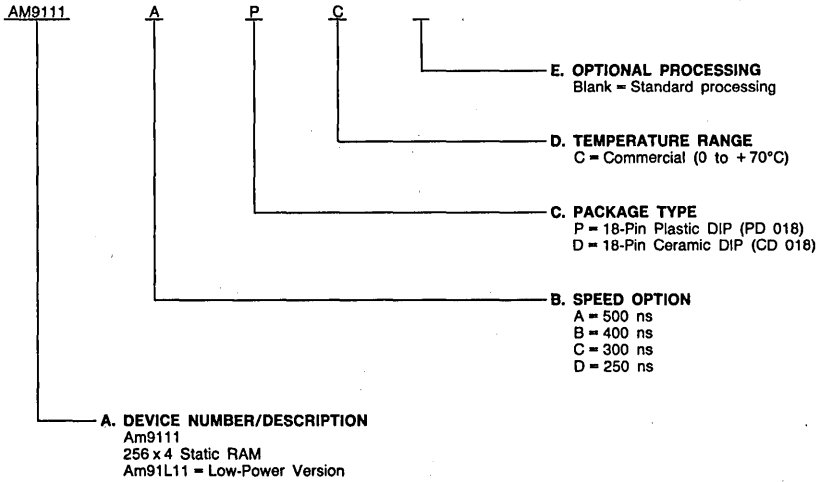 AM9111 A P C
E. OPTIONAL PROCESSING
Blank = Standard processing
D. TEMPERATURE RANGE
C = Commercial (0 to +70°C)
C. PACKAGE TYPE
P = 18-Pin Plastic DIP (PD 018)
D = 18-Pin Ceramic DIP (CD 018)
B. SPEED OPTION
A = 500 ns
B = 400 ns
C = 300 ns
D = 250 ns
A. DEVICE NUMBER/DESCRIPTION
Am9111
256 x 4 Static RAM
Am91L11 = Low-Power Version